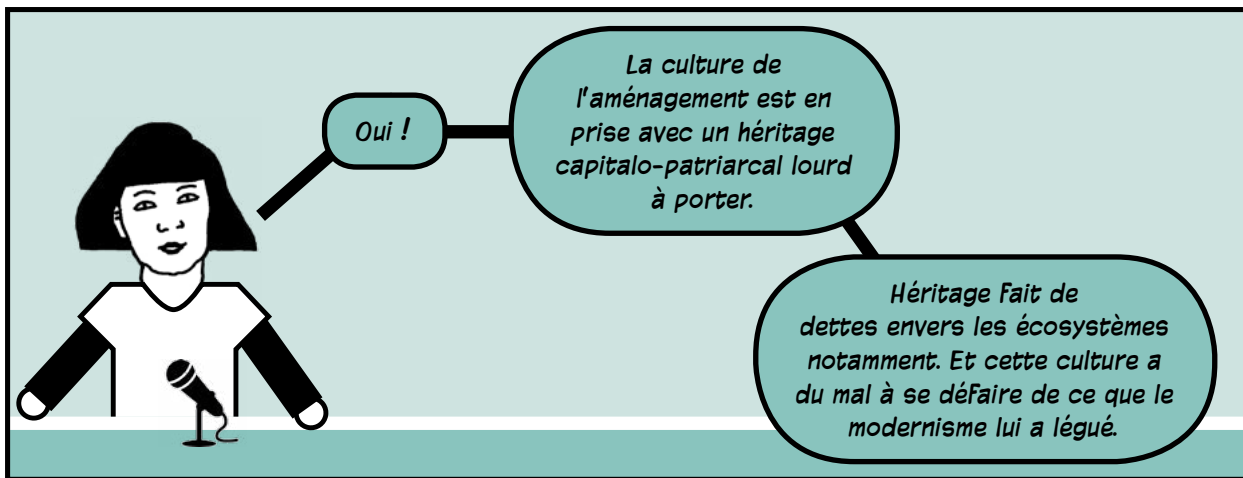 Oui !
La culture de
l'aménagement est en
prise avec un héritage
capitalo-patriarcal lourd
à porter.
Héritage Fait de
dettes envers les écosystèmes
notamment. Et cette culture a
du mal à se déFaire de ce que le
modernisme lui a légué.